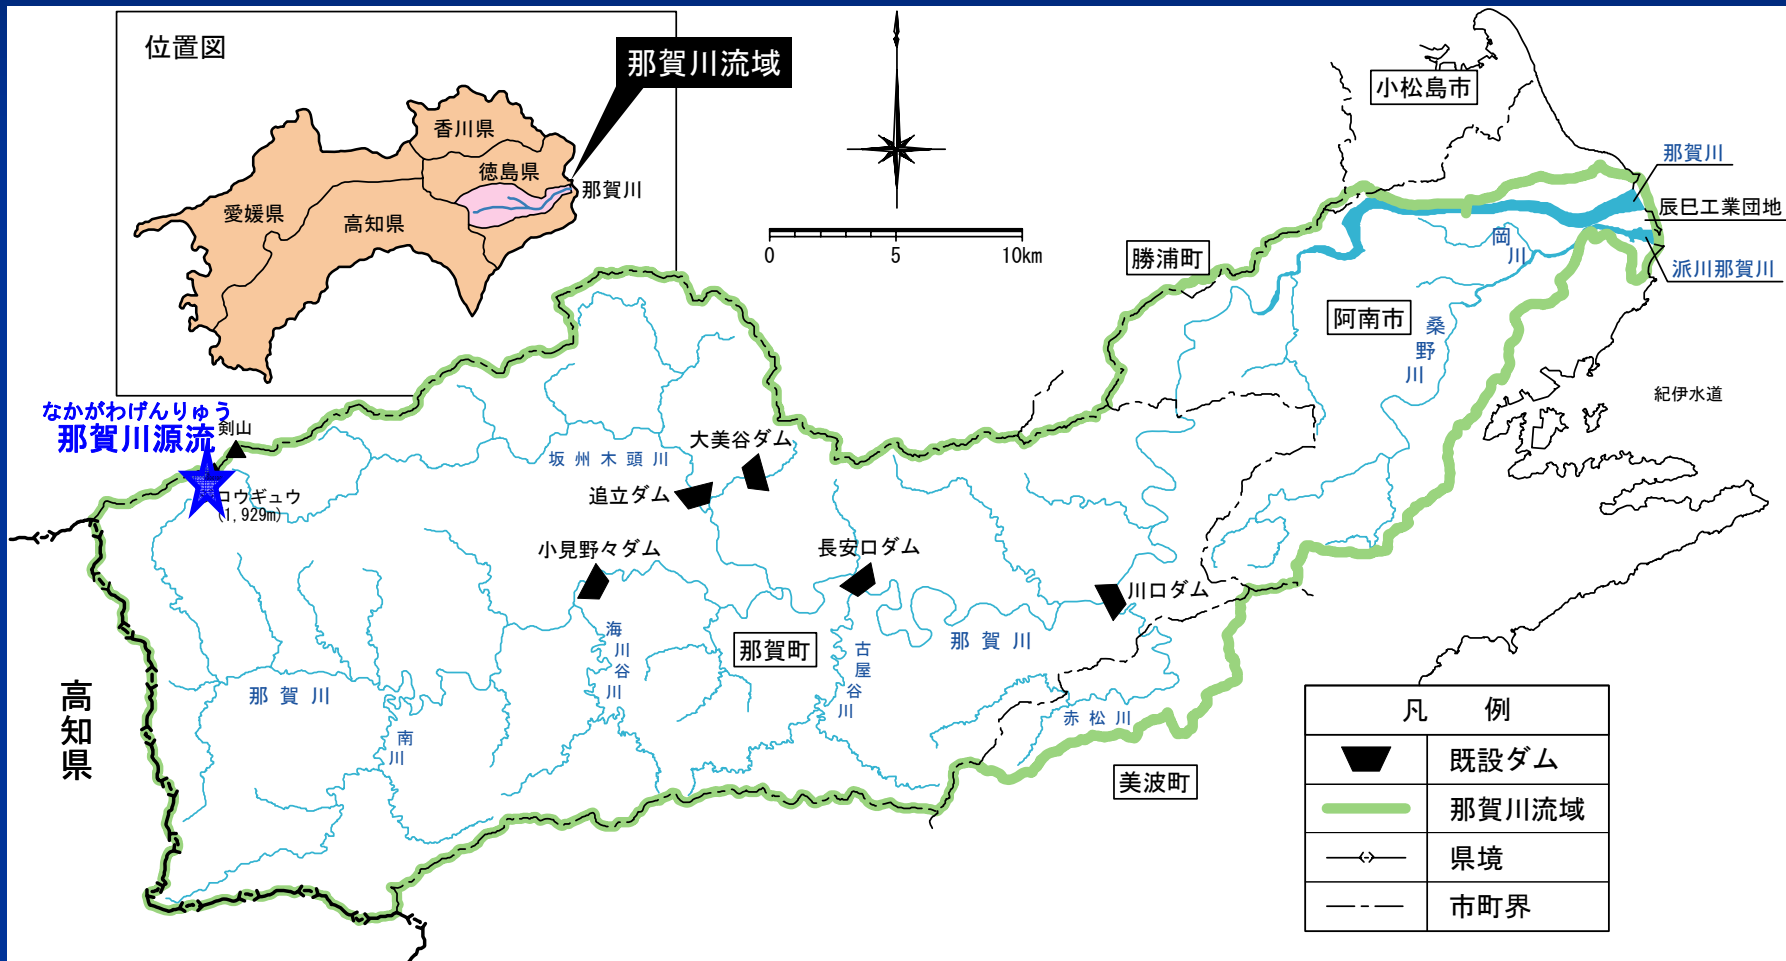 位置図
那賀川流域
香川県
徳島県
那賀川
愛媛県
高知県
0 5 10km
小松島市
那賀川
辰巳工業団地
派川那賀川
岡川
勝浦町
阿南市
桑野川
紀伊水道
なかがわげんりゅう
那賀川源流
剣山
コウギュウ
(1,929m)
坂州木頭川
大美谷ダム
追立ダム
小見野々ダム
長安口ダム
川口ダム
海川谷川
那賀町
古屋谷川
那賀川
那賀川
南川
赤松川
高知県
美波町
凡 例
既設ダム
那賀川流域
県境
市町界